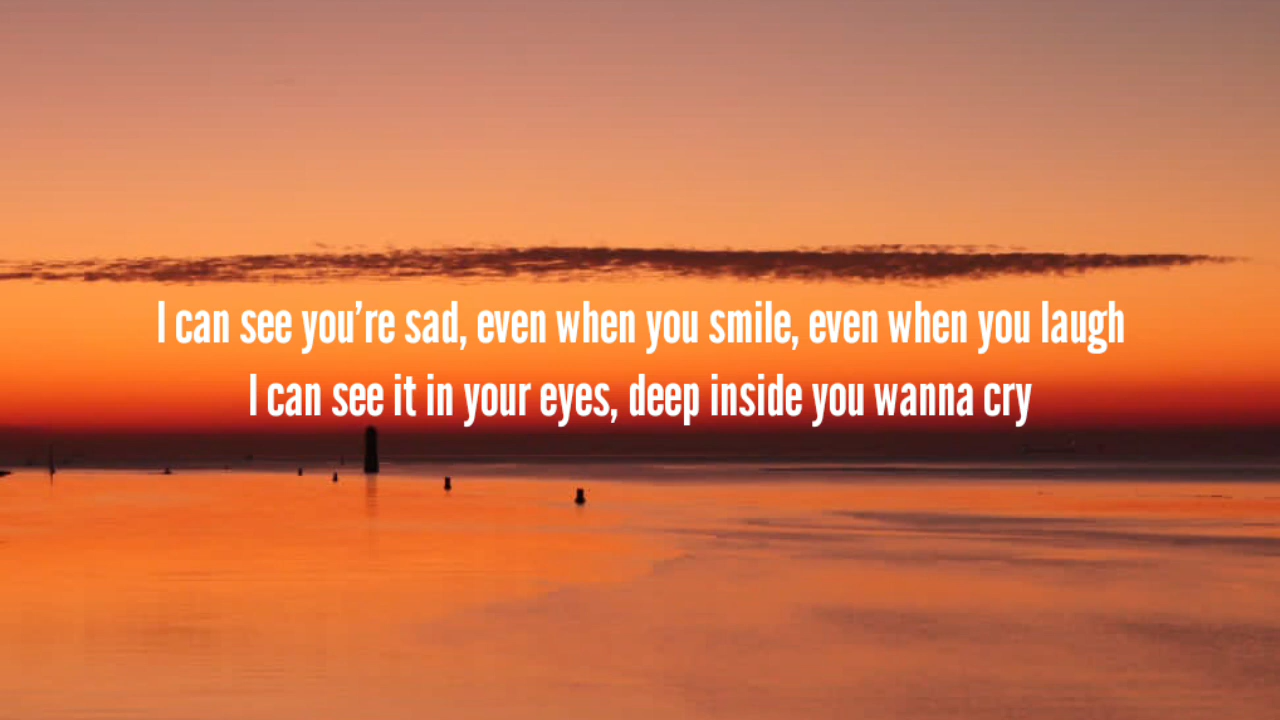 I can see you’re sad, even when you smile, even when you laugh
I can see it in your eyes, deep inside you wanna cry